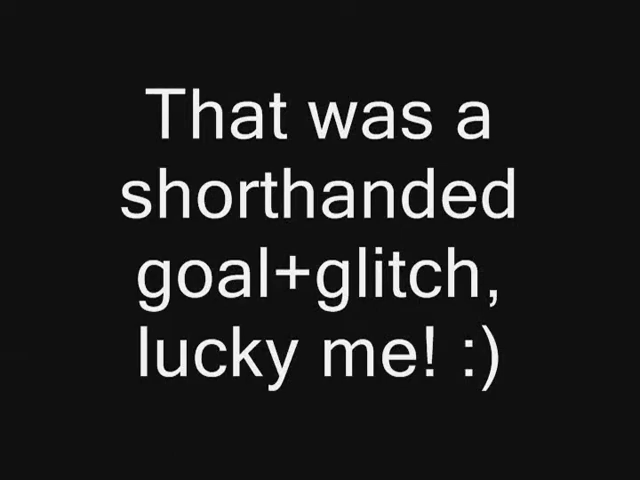 That was a
shorthanded
goal+glitch,
lucky me! :)